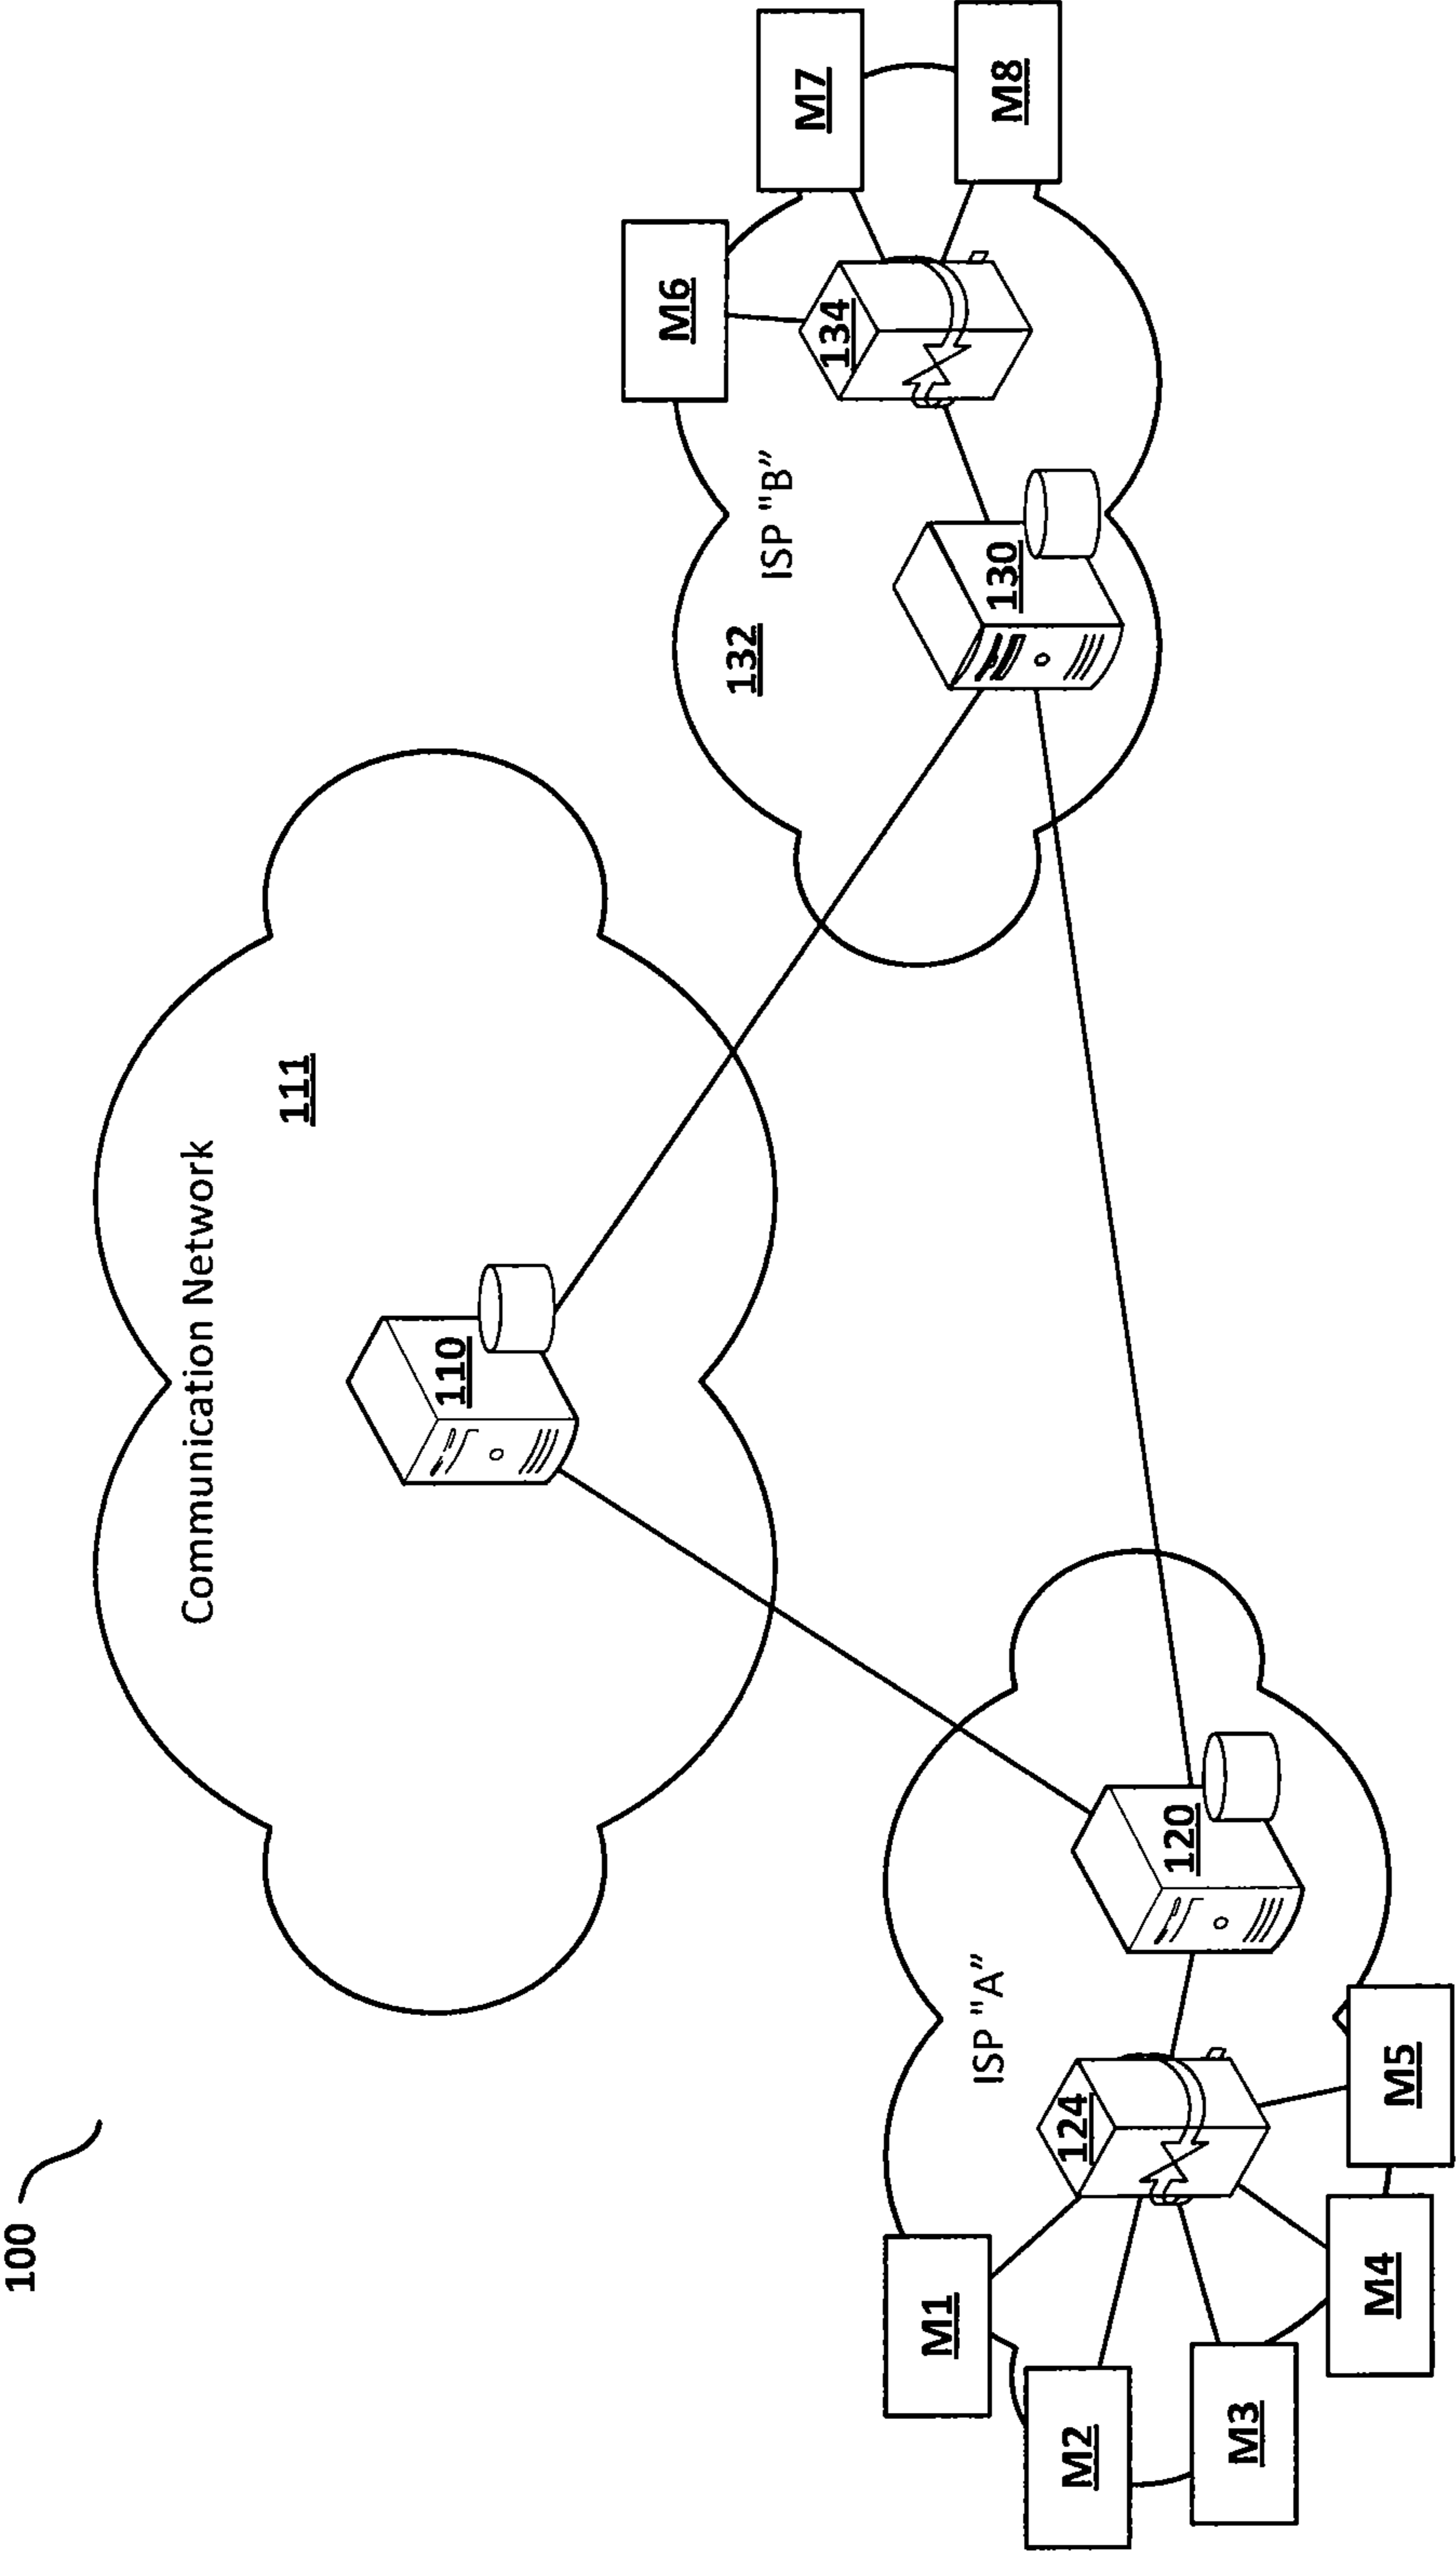 100
Communication Network
111
110
ISP "A"
120
124
M1
M2
M3
M4
M5
ISP "B"
132
130
134
M6
M7
M8